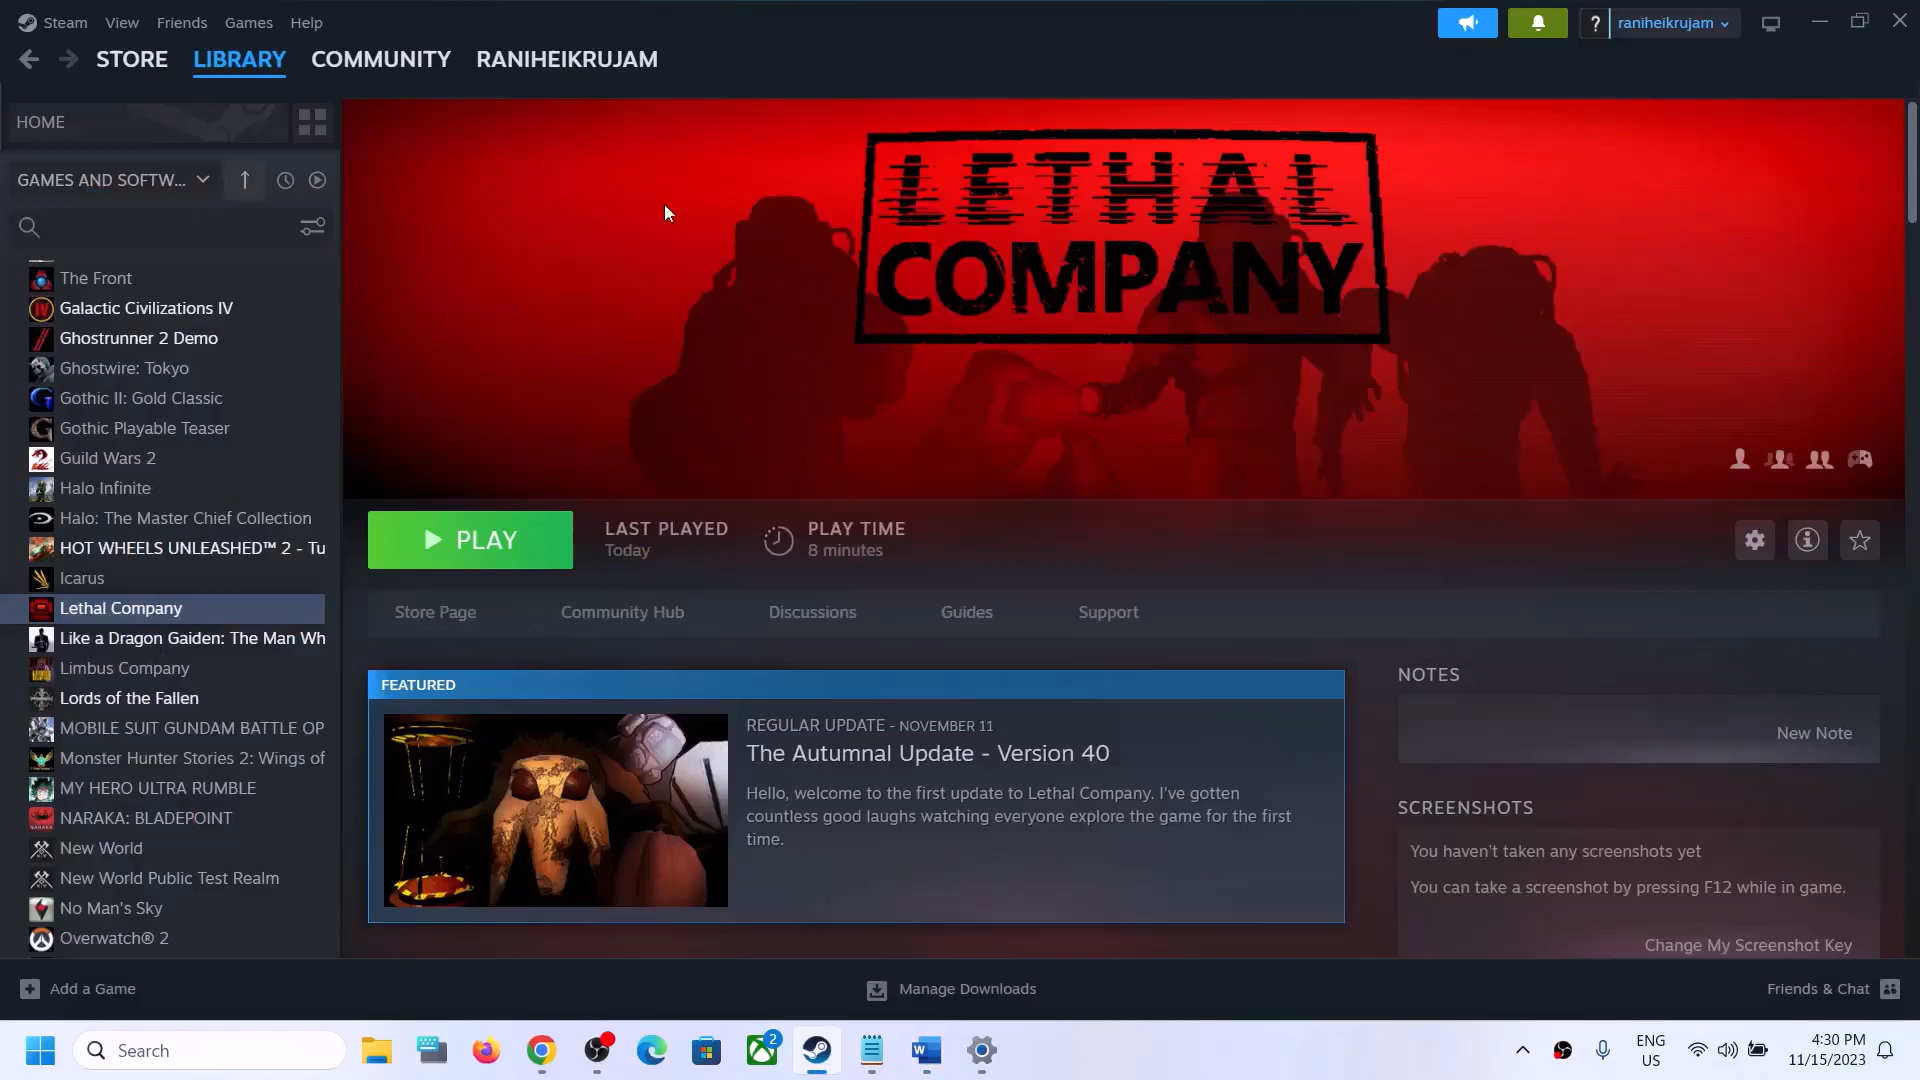 Steam View Friends Games Help
? raniheikrujam
STORE LIBRARY COMMUNITY RANIHEIKRUJAM
HOME
GAMES AND SOFTW...
LETHAL
COMPANY
The Front
Galactic Civilizations IV
Ghostrunner 2 Demo
Ghostwire: Tokyo
Gothic II: Gold Classic
Gothic Playable Teaser
Guild Wars 2
Halo Infinite
Halo: The Master Chief Collection
HOT WHEELS UNLEASHED™ 2 - Tu
Icarus
Lethal Company
Like a Dragon Gaiden: The Man Wh
Limbus Company
Lords of the Fallen
MOBILE SUIT GUNDAM BATTLE OP
Monster Hunter Stories 2: Wings of
MY HERO ULTRA RUMBLE
NARAKA: BLADEPOINT
New World
New World Public Test Realm
No Man's Sky
Overwatch® 2
PLAY
LAST PLAYED
Today
PLAY TIME
8 minutes
Store Page Community Hub Discussions Guides Support
FEATURED
REGULAR UPDATE - NOVEMBER 11
The Autumnal Update - Version 40
Hello, welcome to the first update to Lethal Company. I've gotten
countless good laughs watching everyone explore the game for the first
time.
NOTES
New Note
SCREENSHOTS
You haven't taken any screenshots yet
You can take a screenshot by pressing F12 while in game.
Change My Screenshot Key
Add a Game
Manage Downloads
Friends & Chat
Search
2
ENG
US
4:30 PM
11/15/2023